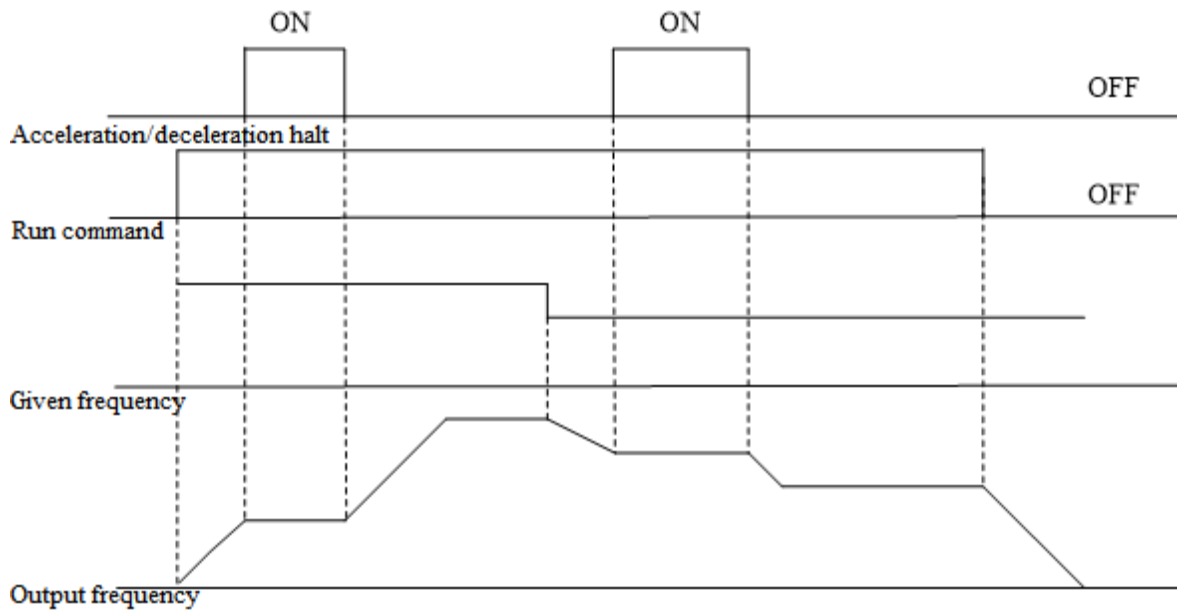 ON
ON
OFF
Acceleration/deceleration halt
OFF
Run command
Given frequency
Output frequency